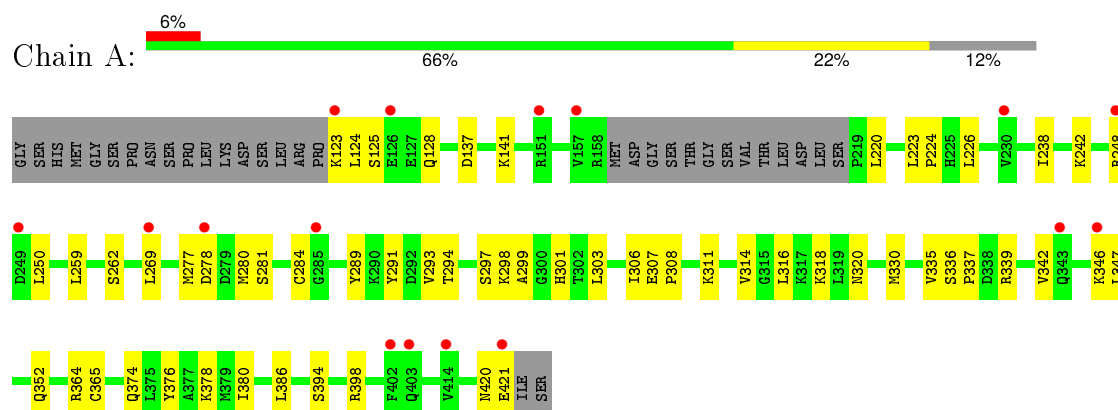 6%
Chain A:
66% 22% 12%
GLY SER HIS MET GLY SER PRO ASN SER PRO LEU LYS ASP SER LEU ARG PRO K123 L124 S125 E126 E127 Q128 D137 K141 R151 V157 R158 MET ASP GLY SER THR GLY SER VAL THR LEU ASP LEU SER P219 L220 L223 P224 H225 L226 V230 I238 K242 R248
D249 L250 L259 S262 L269 M277 D278 D279 M280 S281 C284 G285 Y289 K290 Y291 D292 V293 T294 S297 K298 A299 G300 H301 T302 L303 I306 E307 P308 K311 V314 G315 L316 K317 K318 L319 N320 M330 V335 S336 P337 D338 R339 V342 Q343 K346 L347
Q352 R364 C365 Q374 L375 Y376 A377 K378 M379 I380 L386 S394 R398 F402 Q403 V414 N420 E421 ILE SER